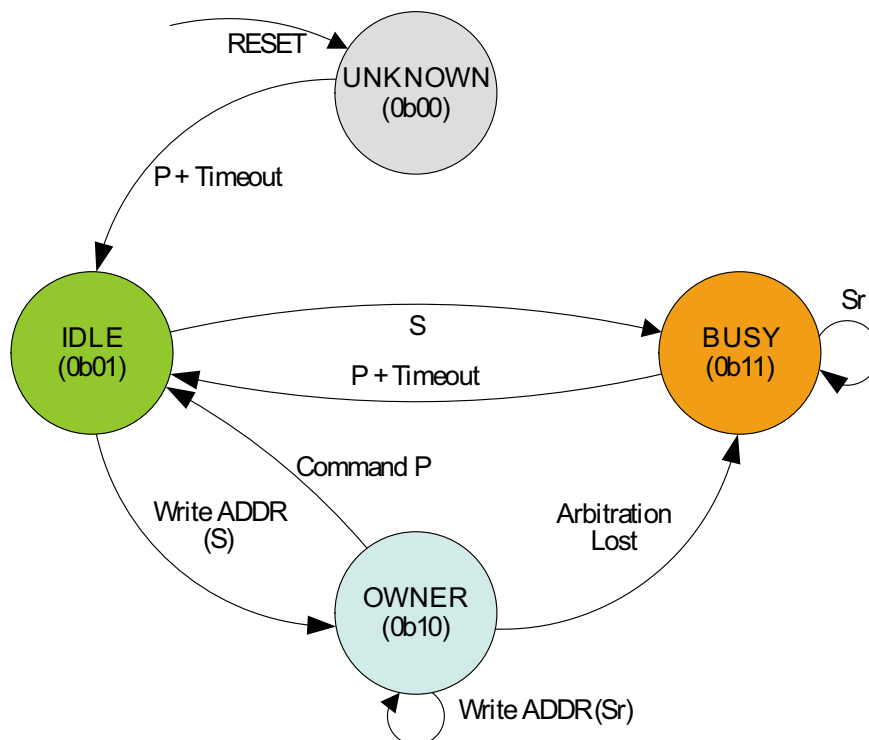 RESET
UNKNOWN
(0b00)
P + Timeout
IDLE
(0b01)
S
P + Timeout
BUSY
(0b11)
Sr
Command P
Write ADDR
(S)
Arbitration
Lost
OWNER
(0b10)
Write ADDR(Sr)